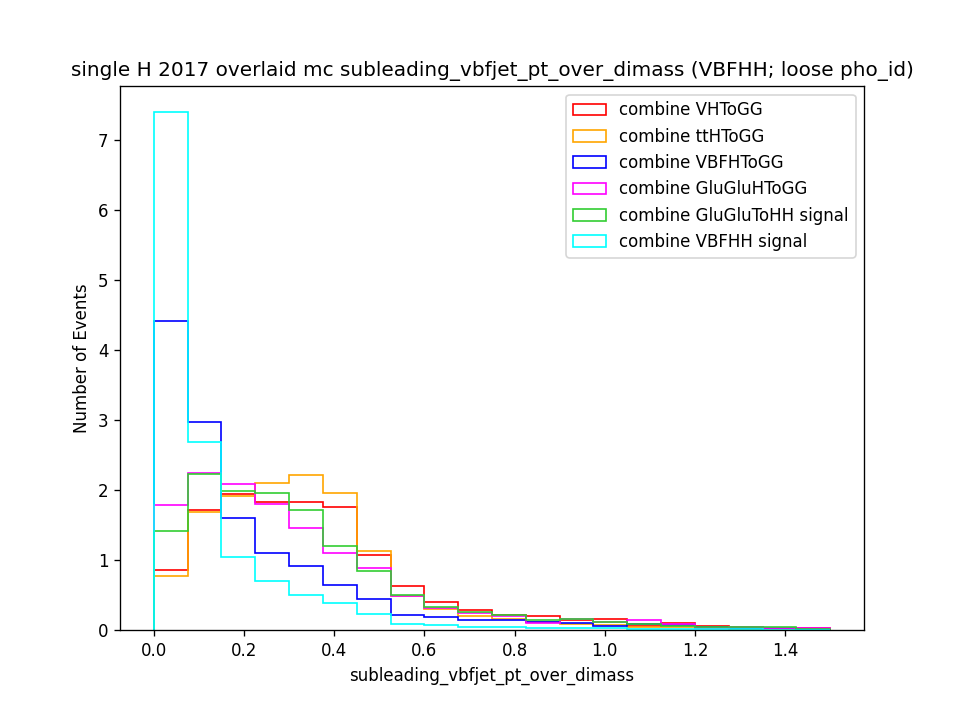 single H 2017 overlaid mc subleading_vbfjet_pt_over_dimass (VBFHH; loose pho_id)
combine VHToGG
combine ttHToGG
combine VBFHToGG
combine GluGluHToGG
combine GluGluToHH signal
combine VBFHH signal
Number of Events
7
6
5
4
3
2
1
0
0.0 0.2 0.4 0.6 0.8 1.0 1.2 1.4
subleading_vbfjet_pt_over_dimass